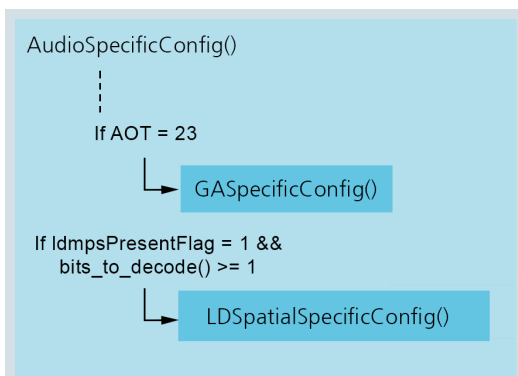 AudioSpecificConfig()
If AOT = 23
GASpecificConfig()
If ldmpsPresentFlag = 1 &&
bits_to_decode() >= 1
LDSpatialSpecificConfig()